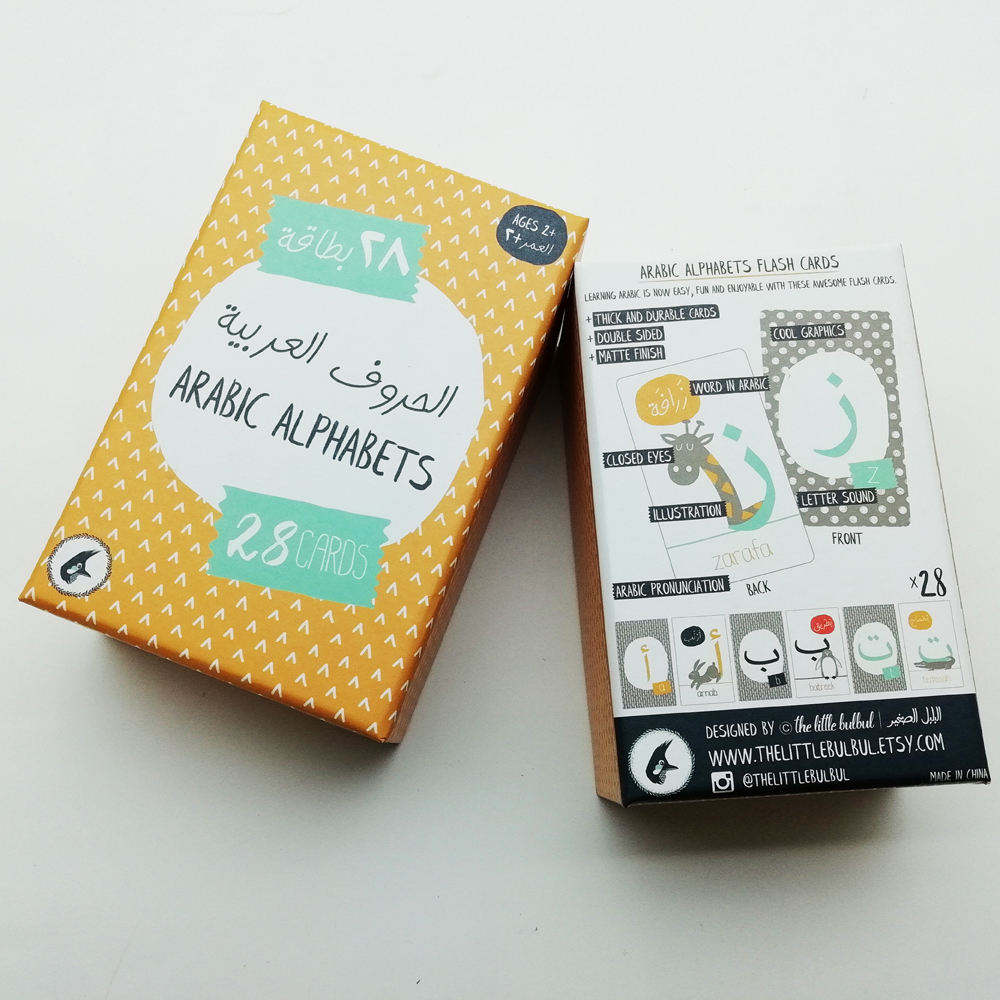 AGES 2+
العمر +٢
٢٨ بطاقة
الحروف العربية
ARABIC ALPHABETS
28 CARDS
ARABIC ALPHABETS FLASH CARDS
LEARNING ARABIC IS NOW EASY, FUN AND ENJOYABLE WITH THESE AWESOME FLASH CARDS.
+ THICK AND DURABLE CARDS
+ DOUBLE SIDED
+ MATTE FINISH
COOL GRAPHICS
WORD IN ARABIC
زَرَافَة
ز
ز
CLOSED EYES
Z
LETTER SOUND
ILLUSTRATION
FRONT
zarafa
ARABIC PRONUNCIATION
BACK
x28
أ
a
أرنب
أ
arnab
ب
b
بطريق
ب
batreek
ت
t
ت
DESIGNED BY © the little bulbul | البلبل الصغير
WWW.THELITTLEBULBUL.ETSY.COM
@THELITTLEBULBUL
MADE IN CHINA